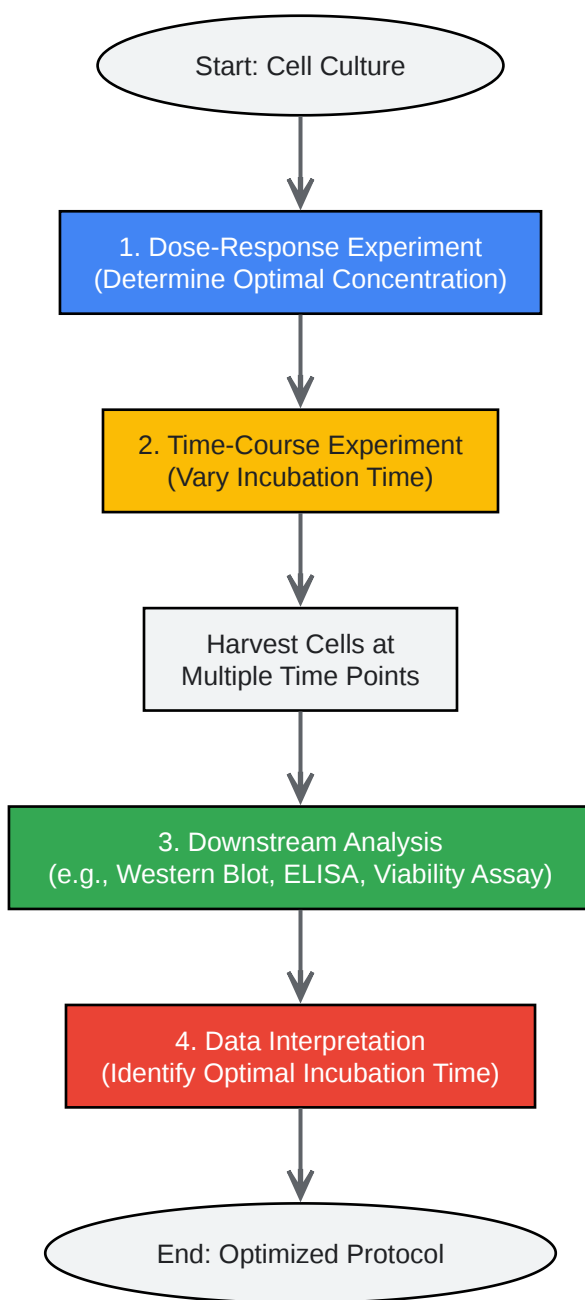 Start: Cell Culture
1. Dose-Response Experiment
(Determine Optimal Concentration)
2. Time-Course Experiment
(Vary Incubation Time)
Harvest Cells at
Multiple Time Points
3. Downstream Analysis
(e.g., Western Blot, ELISA, Viability Assay)
4. Data Interpretation
(Identify Optimal Incubation Time)
End: Optimized Protocol